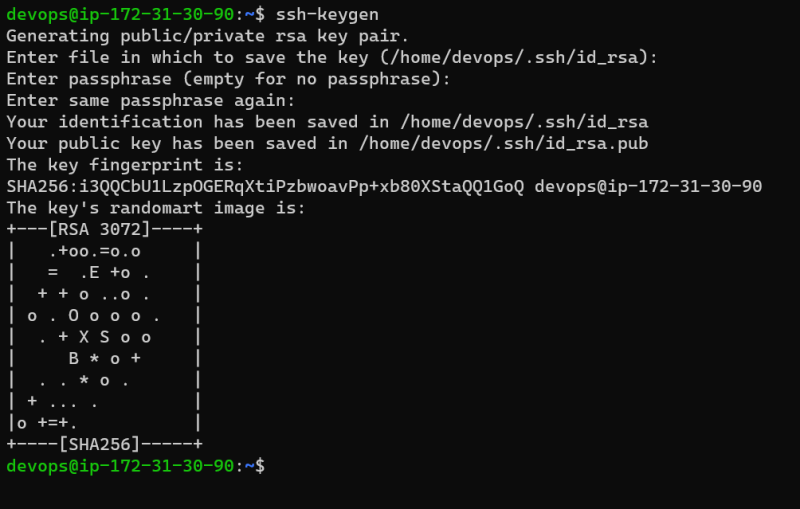 devops@ip-172-31-30-90:~$ ssh-keygen
Generating public/private rsa key pair.
Enter file in which to save the key (/home/devops/.ssh/id_rsa):
Enter passphrase (empty for no passphrase):
Enter same passphrase again:
Your identification has been saved in /home/devops/.ssh/id_rsa
Your public key has been saved in /home/devops/.ssh/id_rsa.pub
The key fingerprint is:
SHA256:i3QQCbU1LzpOGERqXtiPzbwoavPp+xb80XStaQQ1GoQ devops@ip-172-31-30-90
The key's randomart image is:
+---[RSA 3072]----+
|   .+oo.=o.o     |
|   =  .E +o .    |
|  + + o ..o .    |
| o . O o o o .   |
|  . + X S o o    |
|     B * o +     |
|  . . * o .      |
| + ... .         |
|o +=+.           |
+----[SHA256]-----+
devops@ip-172-31-30-90:~$